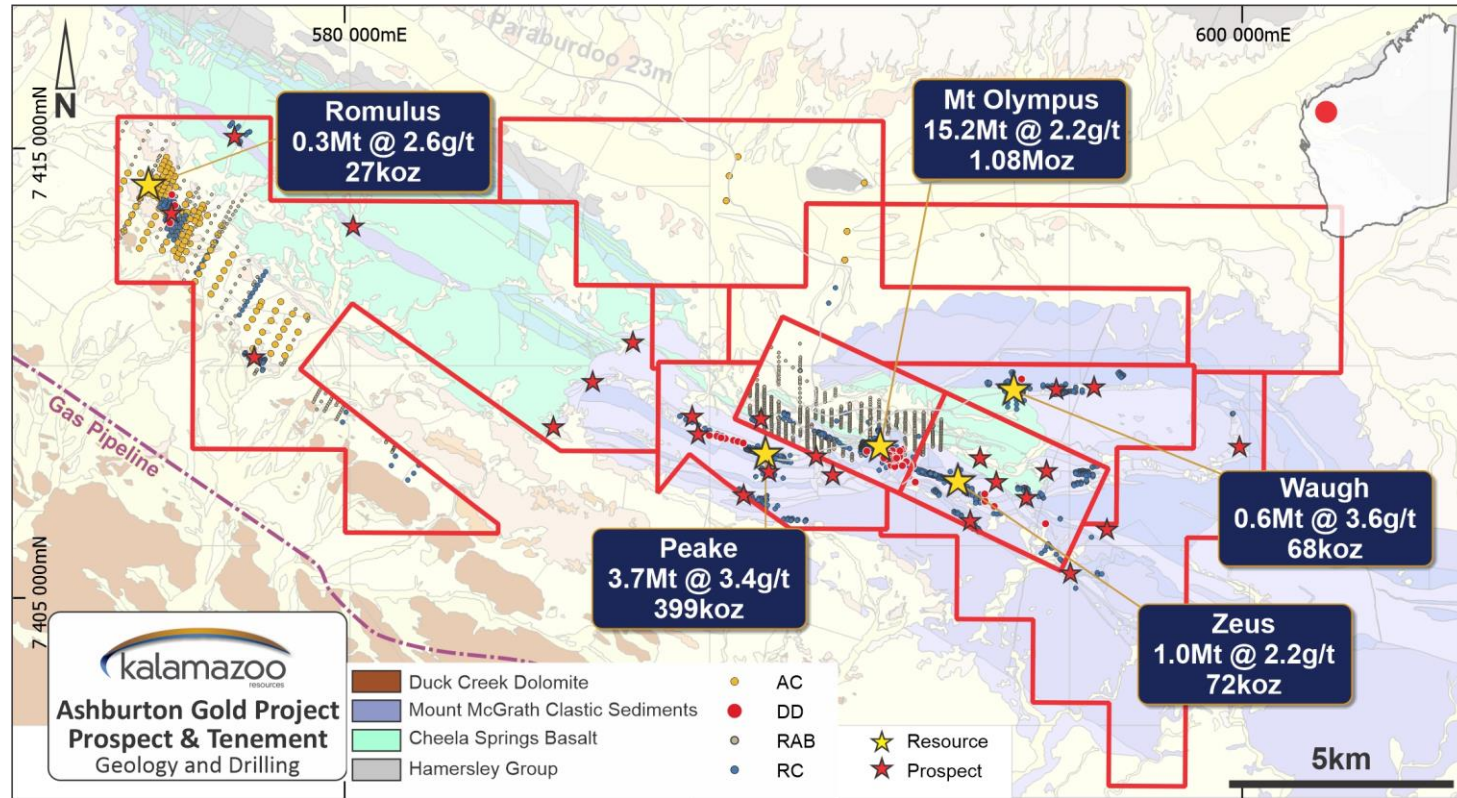 580 000mE
600 000mE
Paraburdoo 23m
N
7 415 000mN
7 405 000mN
Romulus
0.3Mt @ 2.6g/t
27koz
Mt Olympus
15.2Mt @ 2.2g/t
1.08Moz
Gas Pipeline
Peake
3.7Mt @ 3.4g/t
399koz
Waugh
0.6Mt @ 3.6g/t
68koz
Zeus
1.0Mt @ 2.2g/t
72koz
kalamazoo
resources
Ashburton Gold Project
Prospect & Tenement
Geology and Drilling
Duck Creek Dolomite
Mount McGrath Clastic Sediments
Cheela Springs Basalt
Hamersley Group
AC
DD
RAB
RC
Resource
Prospect
5km